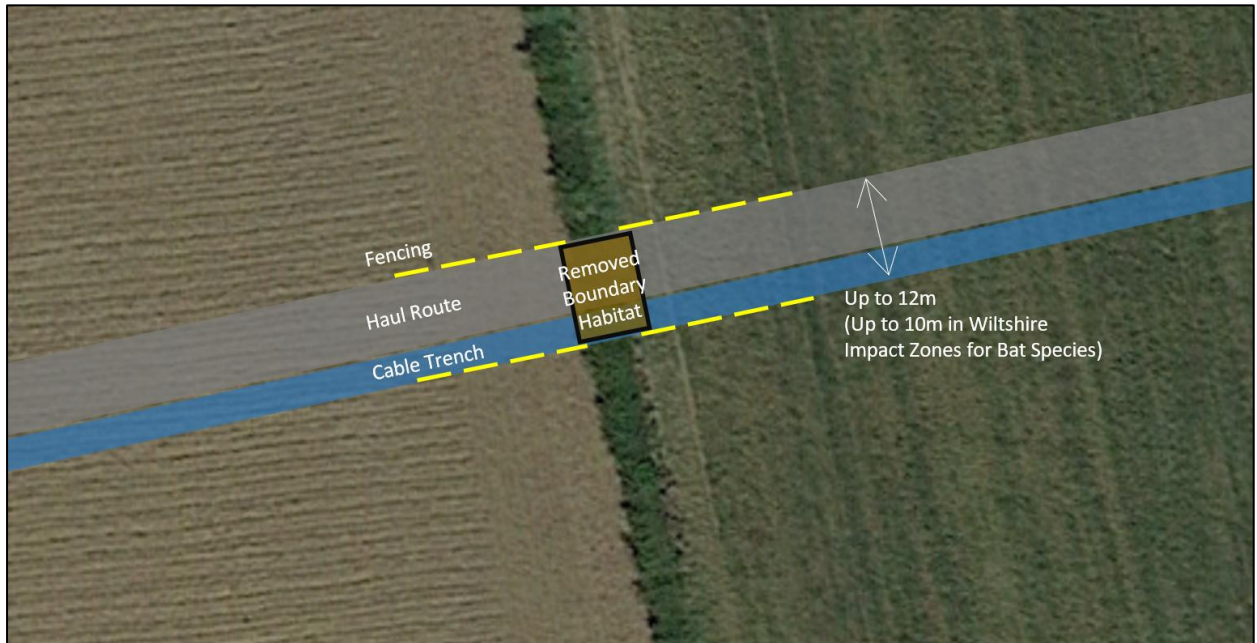 Fencing
Haul Route
Cable Trench
Removed
Boundary
Habitat
Up to 12m
(Up to 10m in Wiltshire
Impact Zones for Bat Species)